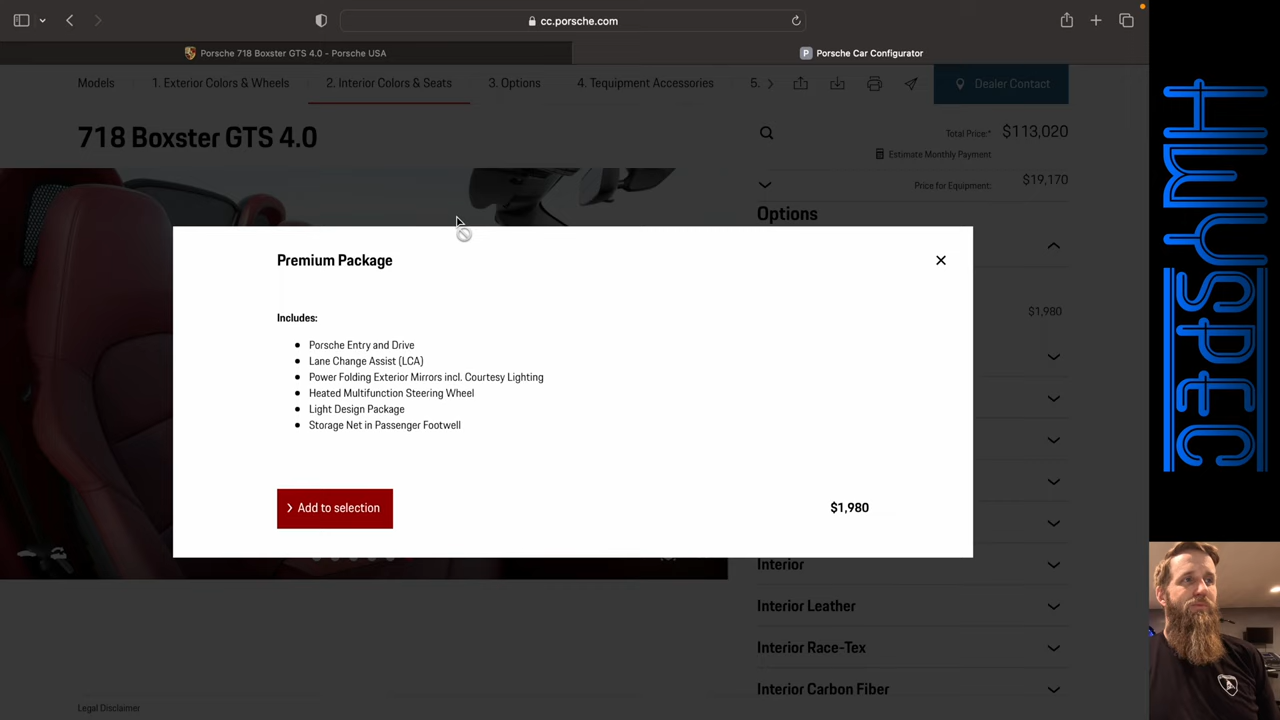 cc.porsche.com
Porsche 718 Boxster GTS 4.0 - Porsche USA
P Porsche Car Configurator
Models
1. Exterior Colors & Wheels
2. Interior Colors & Seats
3. Options
4. Tequipment Accessories
5.
Dealer Contact
718 Boxster GTS 4.0
Total Price:* $113,020
Estimate Monthly Payment
Price for Equipment: $19,170
Options
$1,980
Premium Package
Includes:
Porsche Entry and Drive
Lane Change Assist (LCA)
Power Folding Exterior Mirrors incl. Courtesy Lighting
Heated Multifunction Steering Wheel
Light Design Package
Storage Net in Passenger Footwell
Add to selection
$1,980
Interior
Interior Leather
Interior Race-Tex
Interior Carbon Fiber
Legal Disclaimer
HWYSPEC